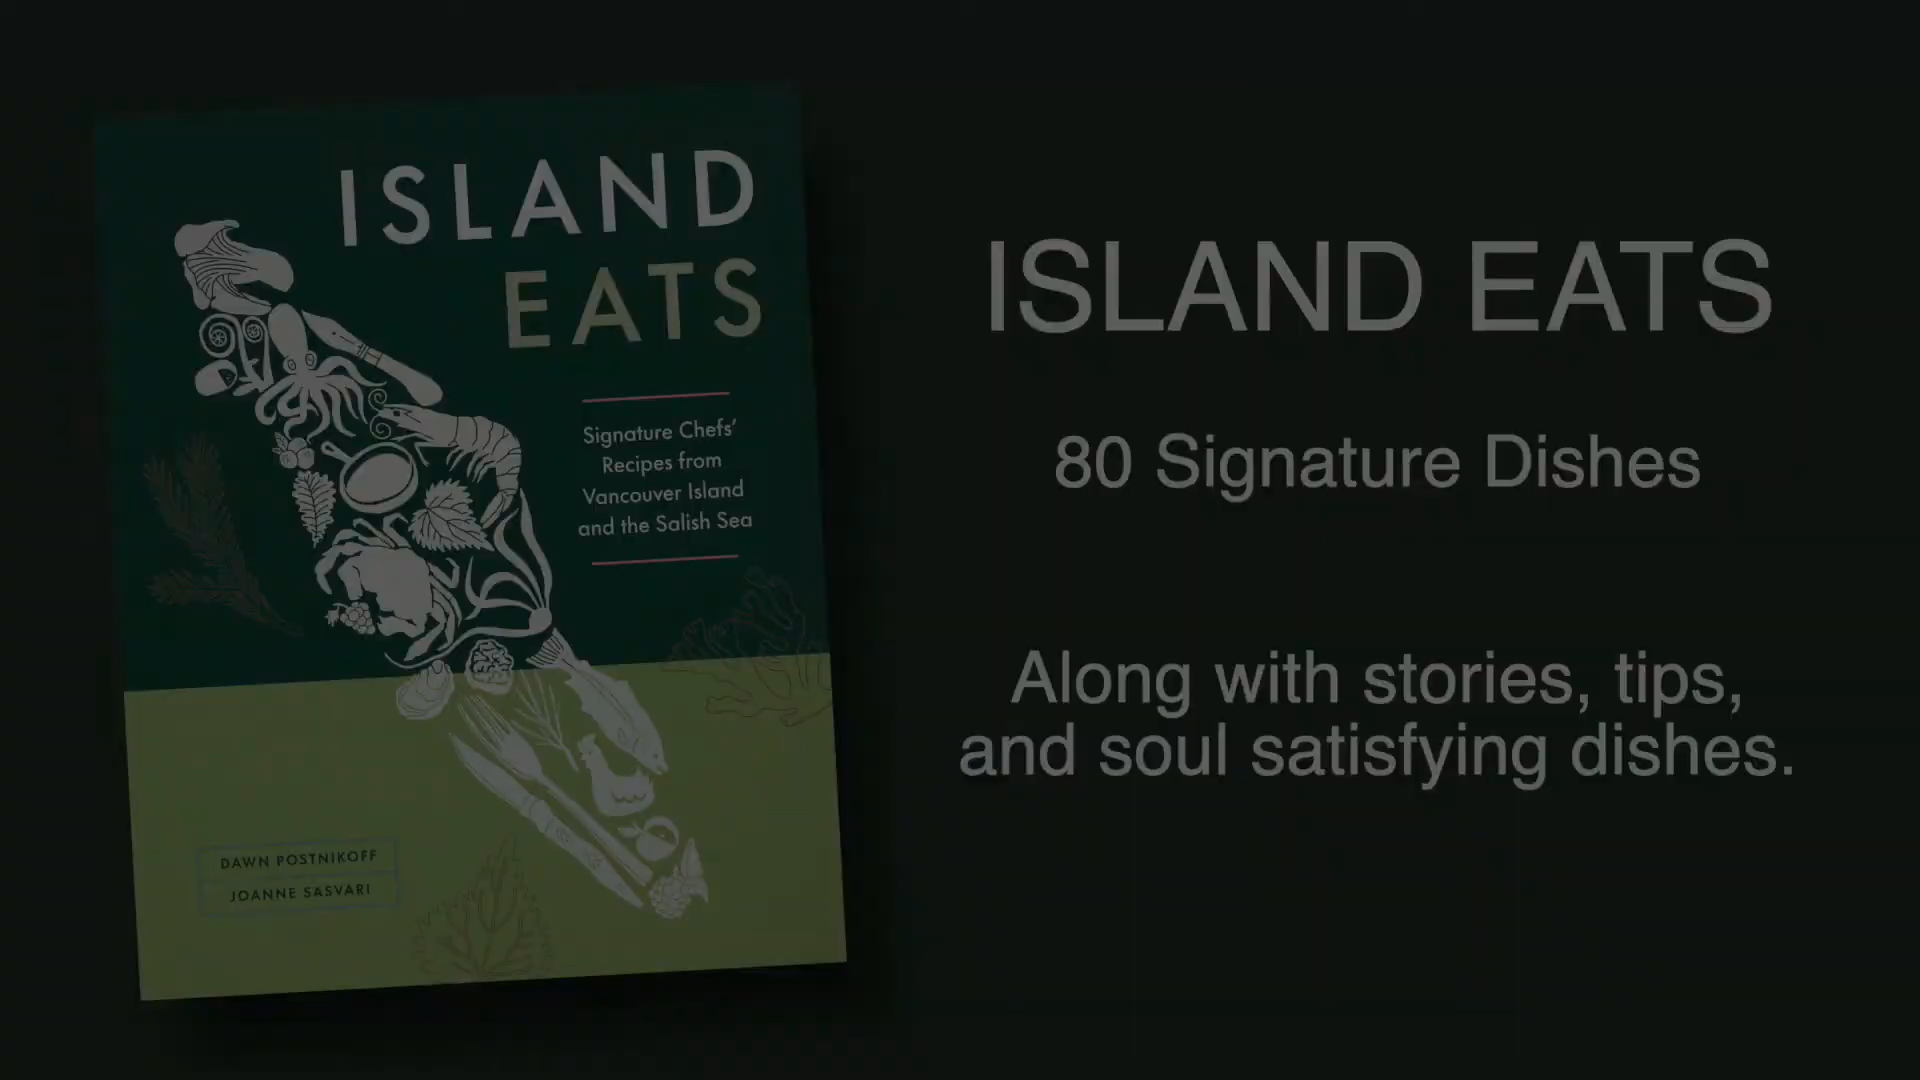 ISLAND
EATS
Signature Chefs’
Recipes from
Vancouver Island
and the Salish Sea
DAWN POSTNIKOFF
JOANNE SASVARI
ISLAND EATS
80 Signature Dishes
Along with stories, tips,
and soul satisfying dishes.